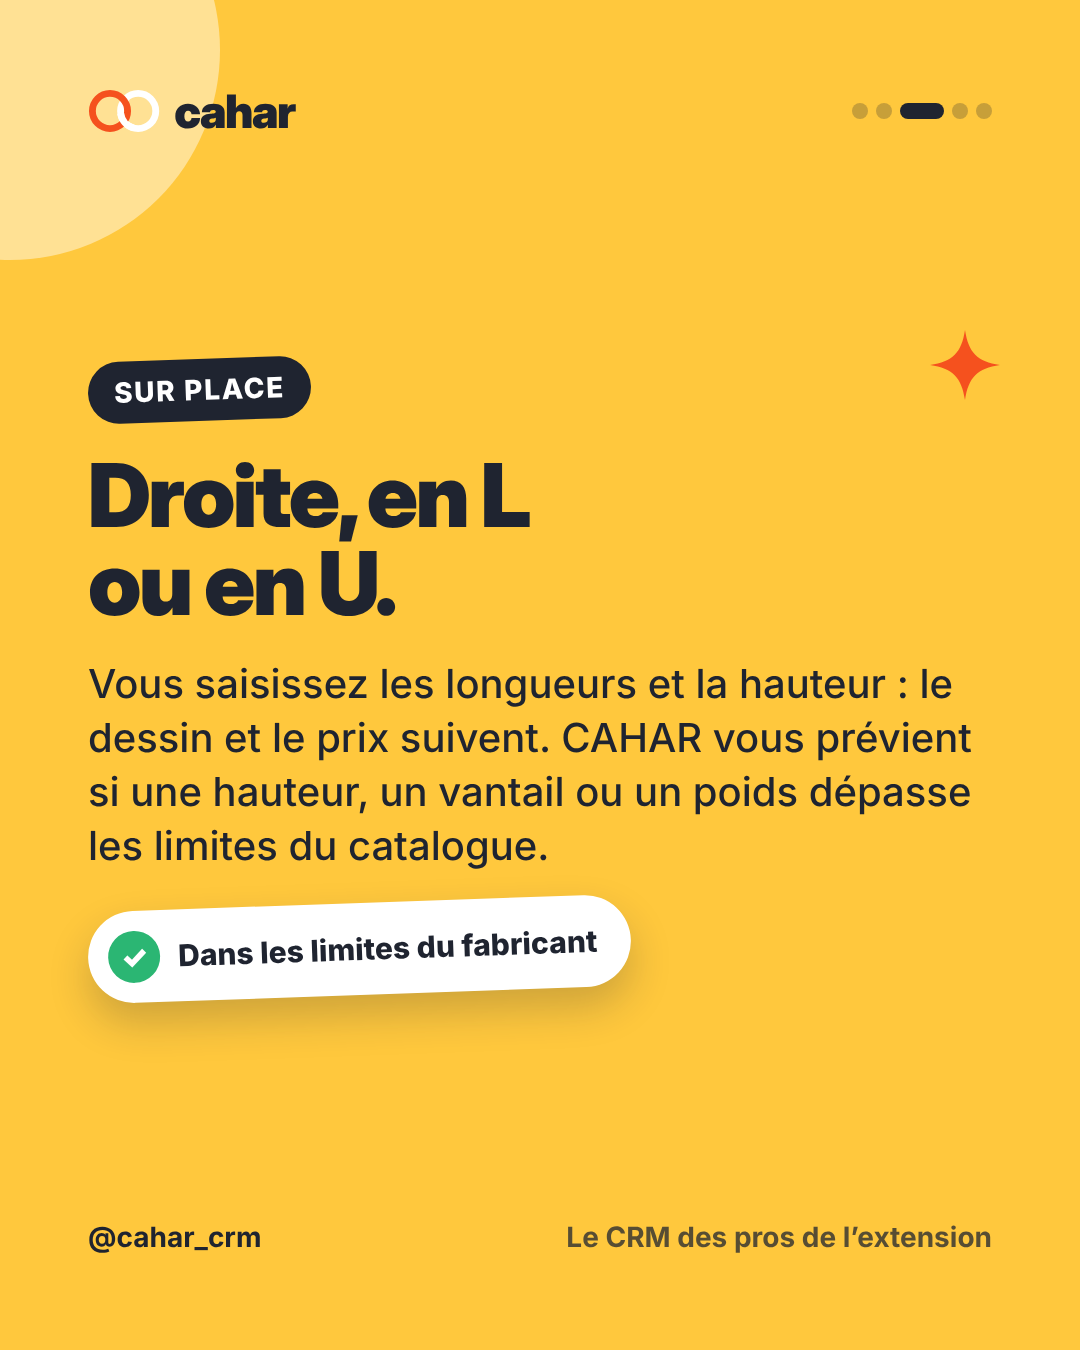 cahar
SUR PLACE
Droite, en L
ou en U.
Vous saisissez les longueurs et la hauteur : le
dessin et le prix suivent. CAHAR vous prévient
si une hauteur, un vantail ou un poids dépasse
les limites du catalogue.
Dans les limites du fabricant
@cahar_crm
Le CRM des pros de l’extension